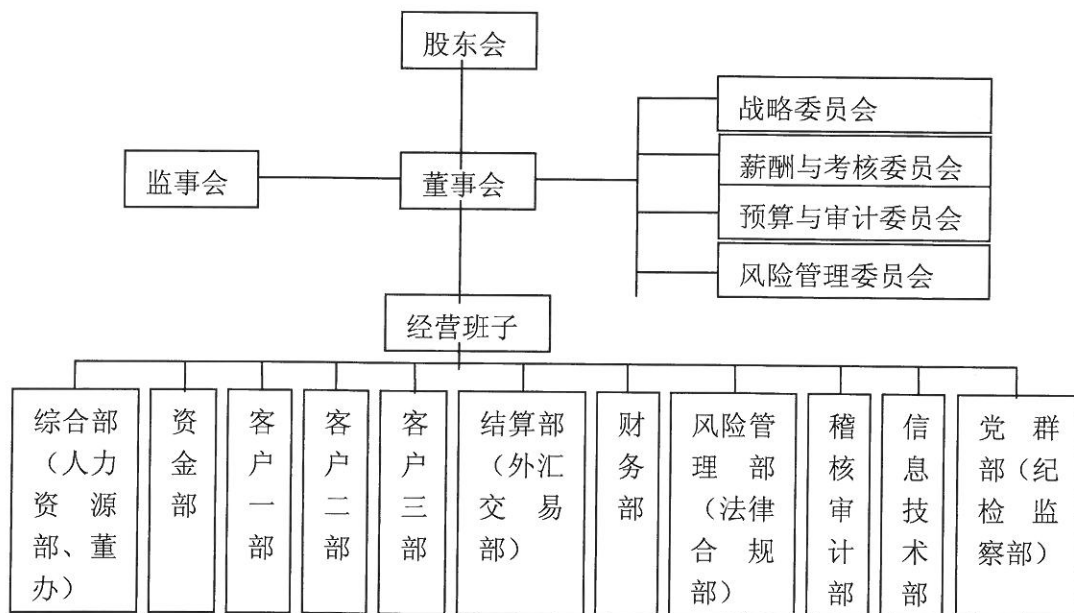 股东会
战略委员会
薪酬与考核委员会
监事会
董事会
预算与审计委员会
风险管理委员会
经营班子
综合部
（人力
资源
部、董
办）
资
金
部
客
户
一
部
客
户
二
部
客
户
三
部
结算部
（外汇
交易
部）
财
务
部
风险管
理部
（法律
合规
部）
稽
核
审
计
部
信
息
技
术
部
党群
部（纪
检监
察部）